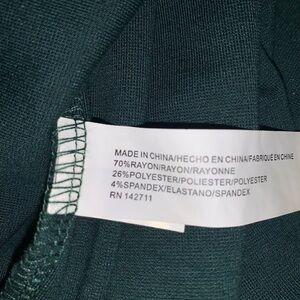 MADE IN CHINA/HECHO EN CHINA/FABRIQUE EN CHINE
70%RAYON/RAYON/RAYONNE
26%POLYESTER/POLIESTER/POLYESTER
4%SPANDEX/ELASTANO/SPANDEX
RN 142711